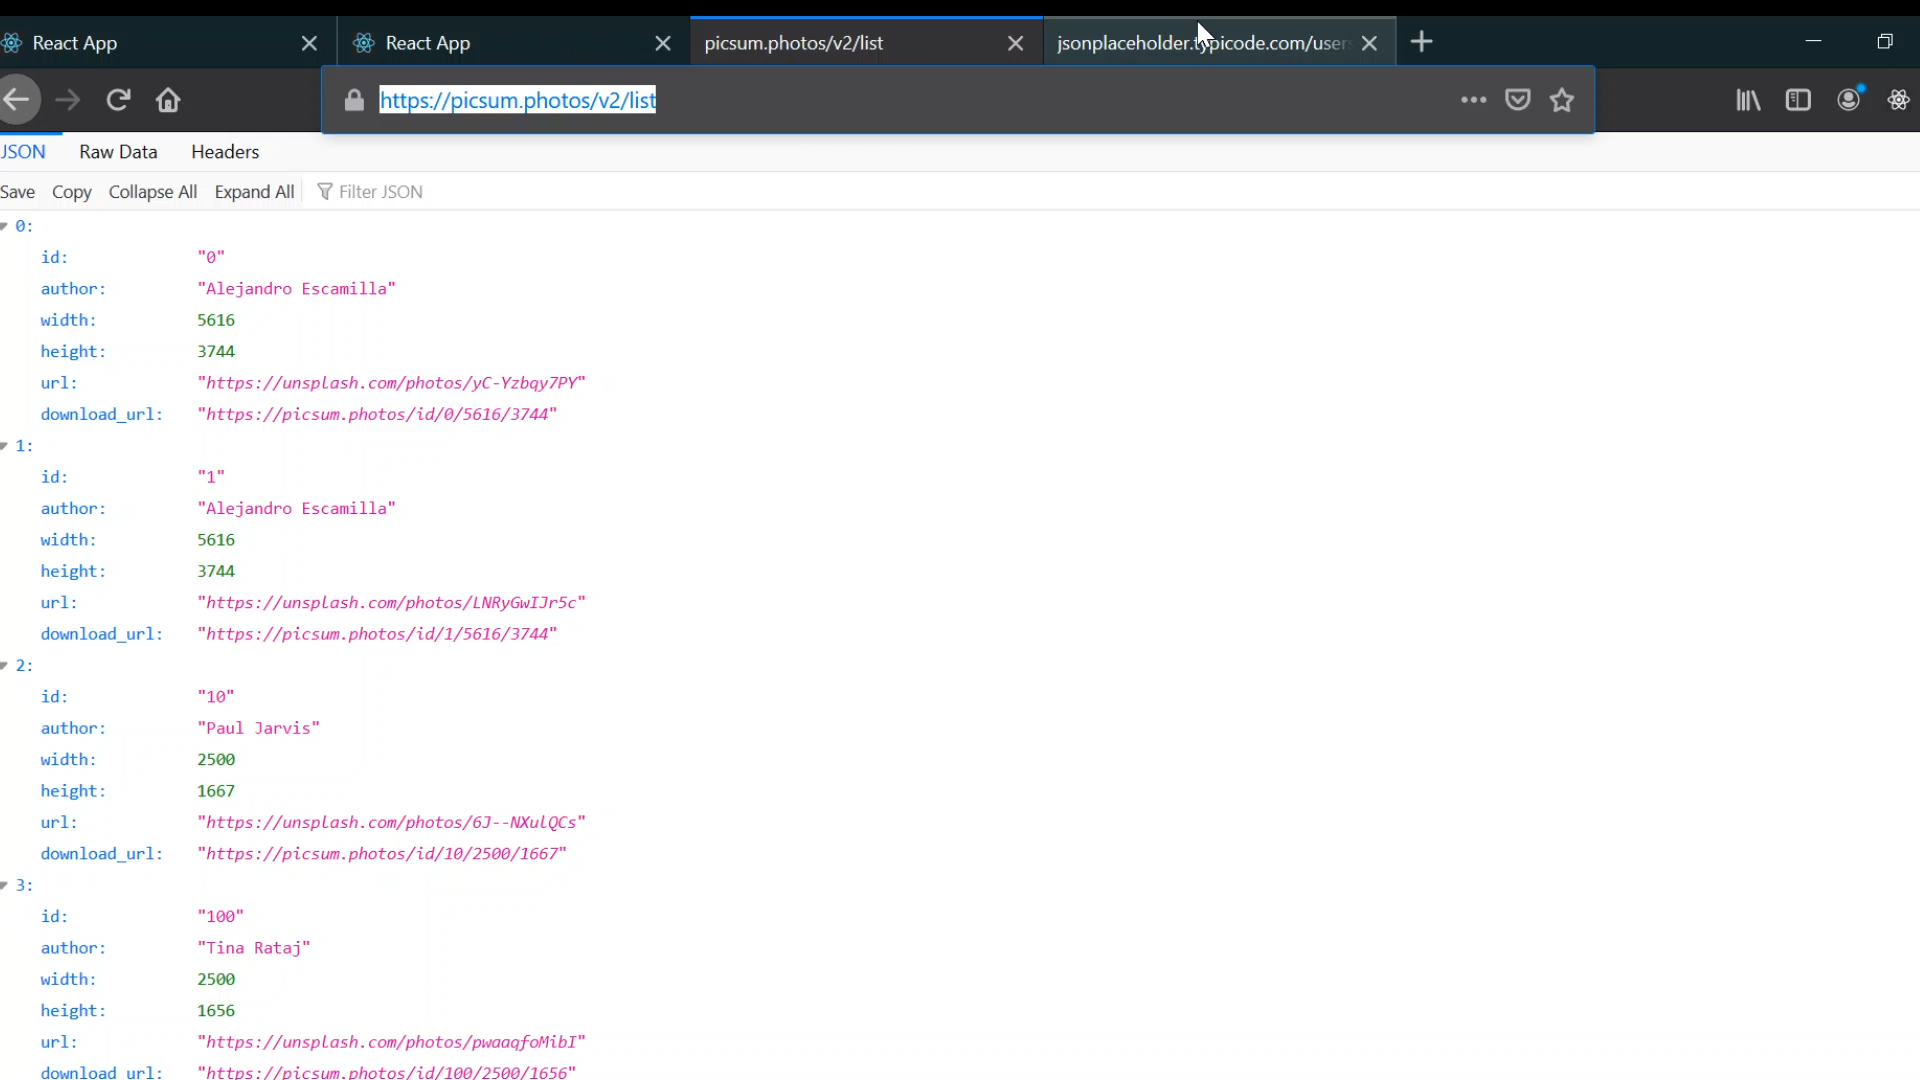 React App
React App
picsum.photos/v2/list
jsonplaceholder.typicode.com/users
https://picsum.photos/v2/list
JSON Raw Data Headers
Save Copy Collapse All Expand All Filter JSON
0:
id: "0"
author: "Alejandro Escamilla"
width: 5616
height: 3744
url: "https://unsplash.com/photos/yC-Yzbqy7PY"
download_url: "https://picsum.photos/id/0/5616/3744"
1:
id: "1"
author: "Alejandro Escamilla"
width: 5616
height: 3744
url: "https://unsplash.com/photos/LNRyGwIJr5c"
download_url: "https://picsum.photos/id/1/5616/3744"
2:
id: "10"
author: "Paul Jarvis"
width: 2500
height: 1667
url: "https://unsplash.com/photos/6J--NXulQCs"
download_url: "https://picsum.photos/id/10/2500/1667"
3:
id: "100"
author: "Tina Rataj"
width: 2500
height: 1656
url: "https://unsplash.com/photos/pwaaqfoMibI"
download_url: "https://picsum.photos/id/100/2500/1656"